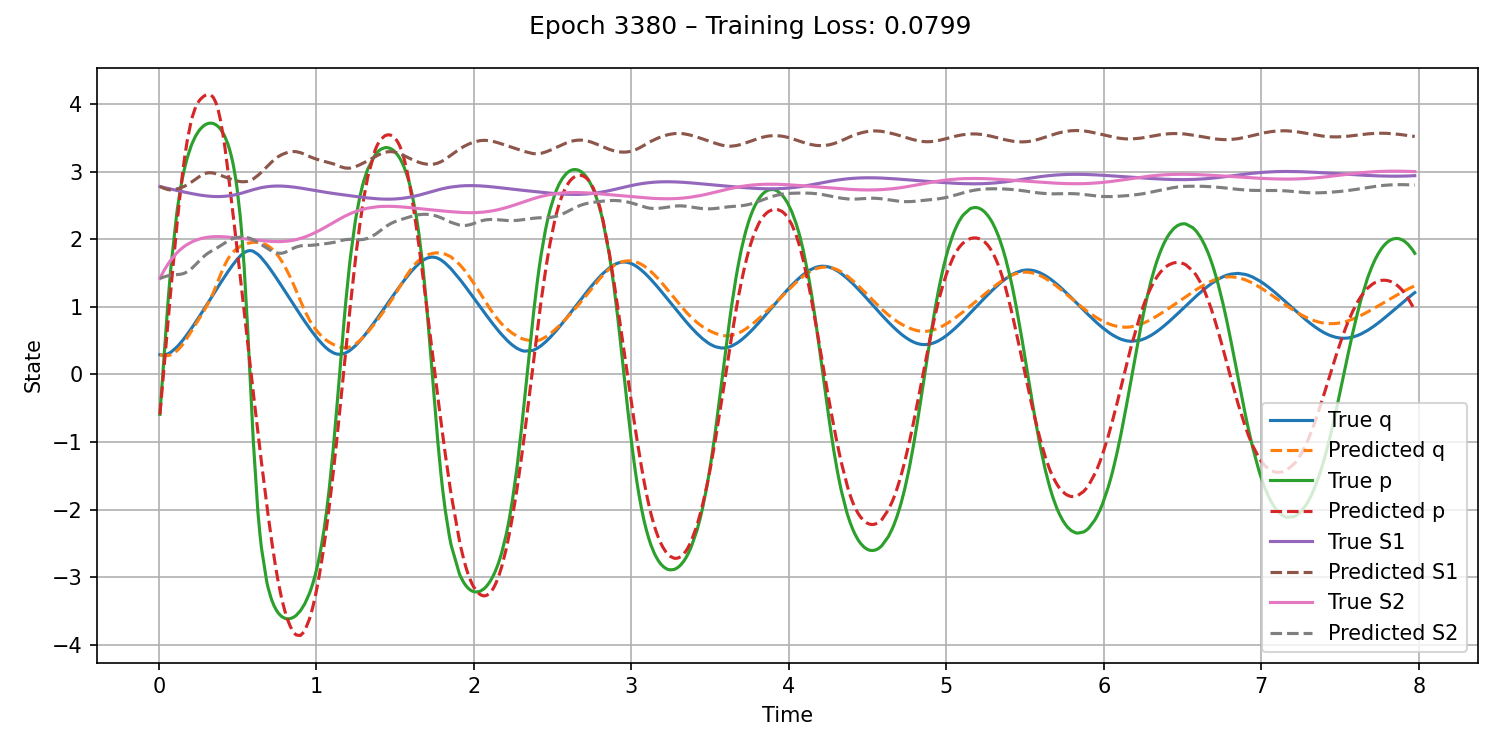 Epoch 3380 – Training Loss: 0.0799
4
3
2
1
0
−1
−2
−3
−4
State
0 1 2 3 4 5 6 7 8
Time
True q
Predicted q
True p
Predicted p
True S1
Predicted S1
True S2
Predicted S2